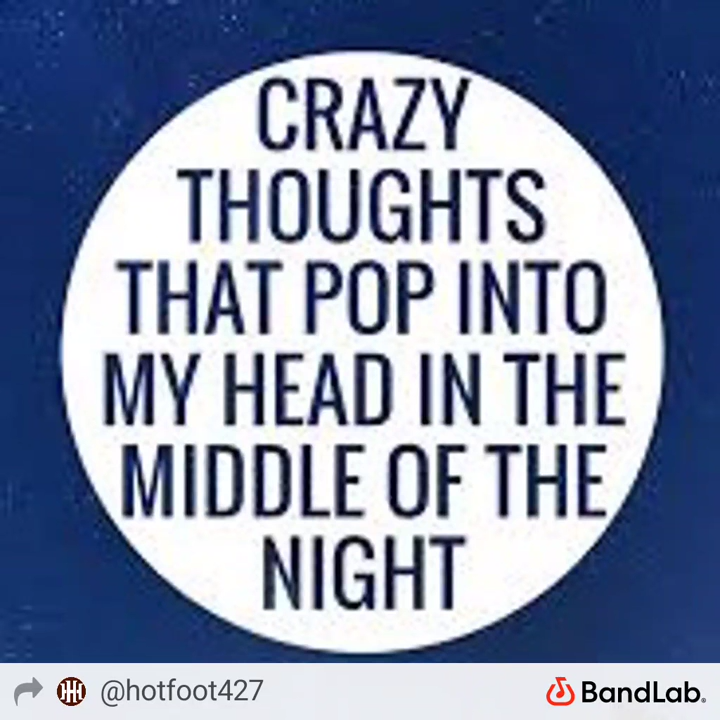 CRAZY
THOUGHTS
THAT POP INTO
MY HEAD IN THE
MIDDLE OF THE
NIGHT
@hotfoot427
BandLab.